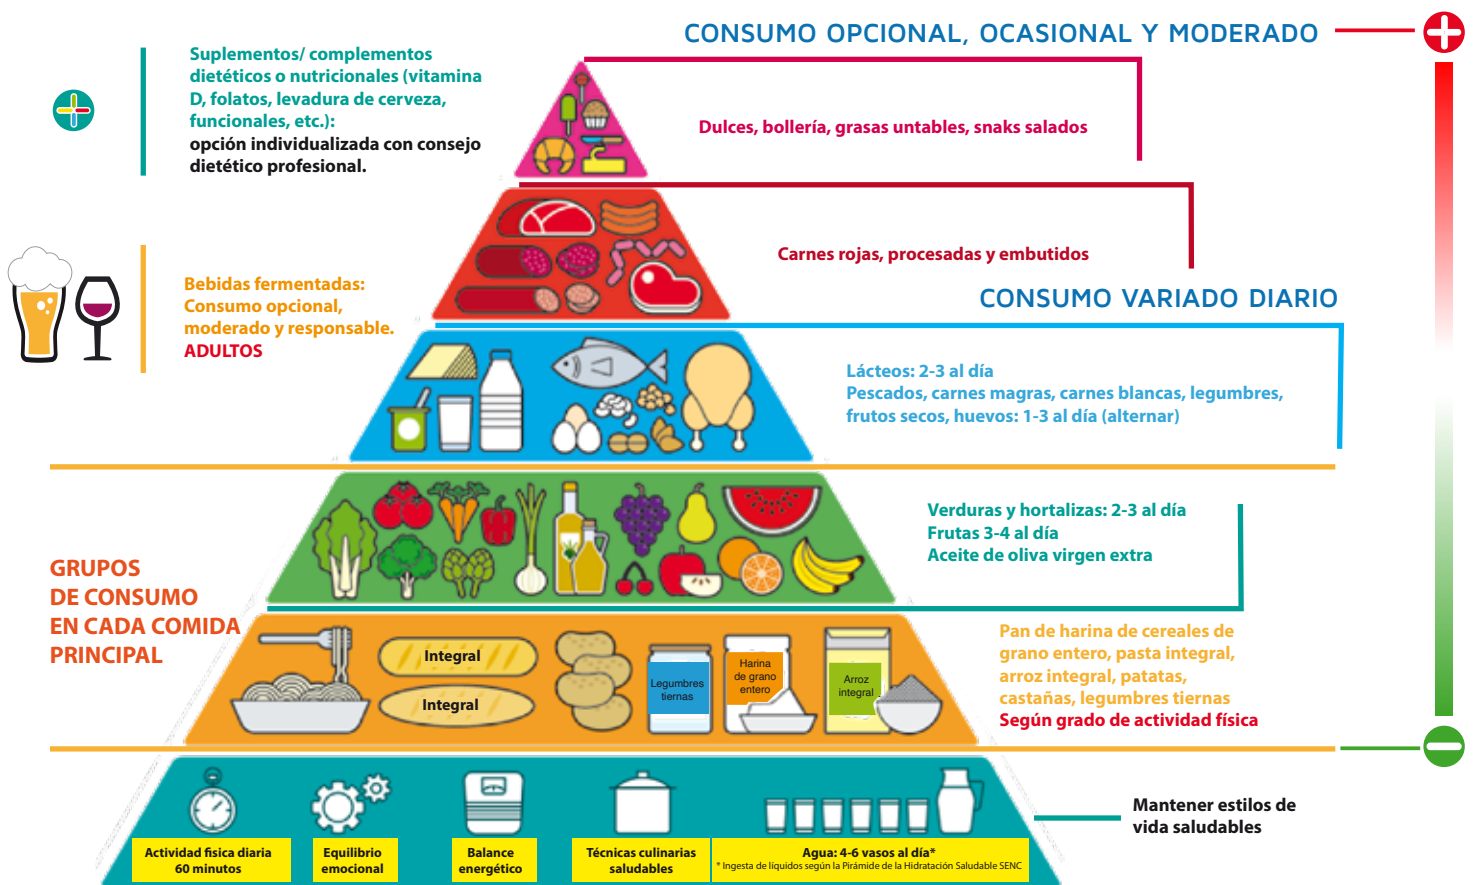 CONSUMO OPCIONAL, OCASIONAL Y MODERADO
Suplementos/ complementos
dietéticos o nutricionales (vitamina
D, folatos, levadura de cerveza,
funcionales, etc.):
opción individualizada con consejo
dietético profesional.
Dulces, bollería, grasas untables, snaks salados
Carnes rojas, procesadas y embutidos
Bebidas fermentadas:
Consumo opcional,
moderado y responsable.
ADULTOS
CONSUMO VARIADO DIARIO
Lácteos: 2-3 al día
Pescados, carnes magras, carnes blancas, legumbres,
frutos secos, huevos: 1-3 al día (alternar)
Verduras y hortalizas: 2-3 al día
Frutas 3-4 al día
Aceite de oliva virgen extra
GRUPOS
DE CONSUMO
EN CADA COMIDA
PRINCIPAL
Integral
Integral
Legumbres
tiernas
Harina
de grano
entero
Arroz
integral
Pan de harina de cereales de
grano entero, pasta integral,
arroz integral, patatas,
castañas, legumbres tiernas
Según grado de actividad física
Mantener estilos de
vida saludables
Actividad fisica diaria
60 minutos
Equilibrio
emocional
Balance
energético
Técnicas culinarias
saludables
Agua: 4-6 vasos al día*
* Ingesta de líquidos según la Pirámide de la Hidratación Saludable SENC